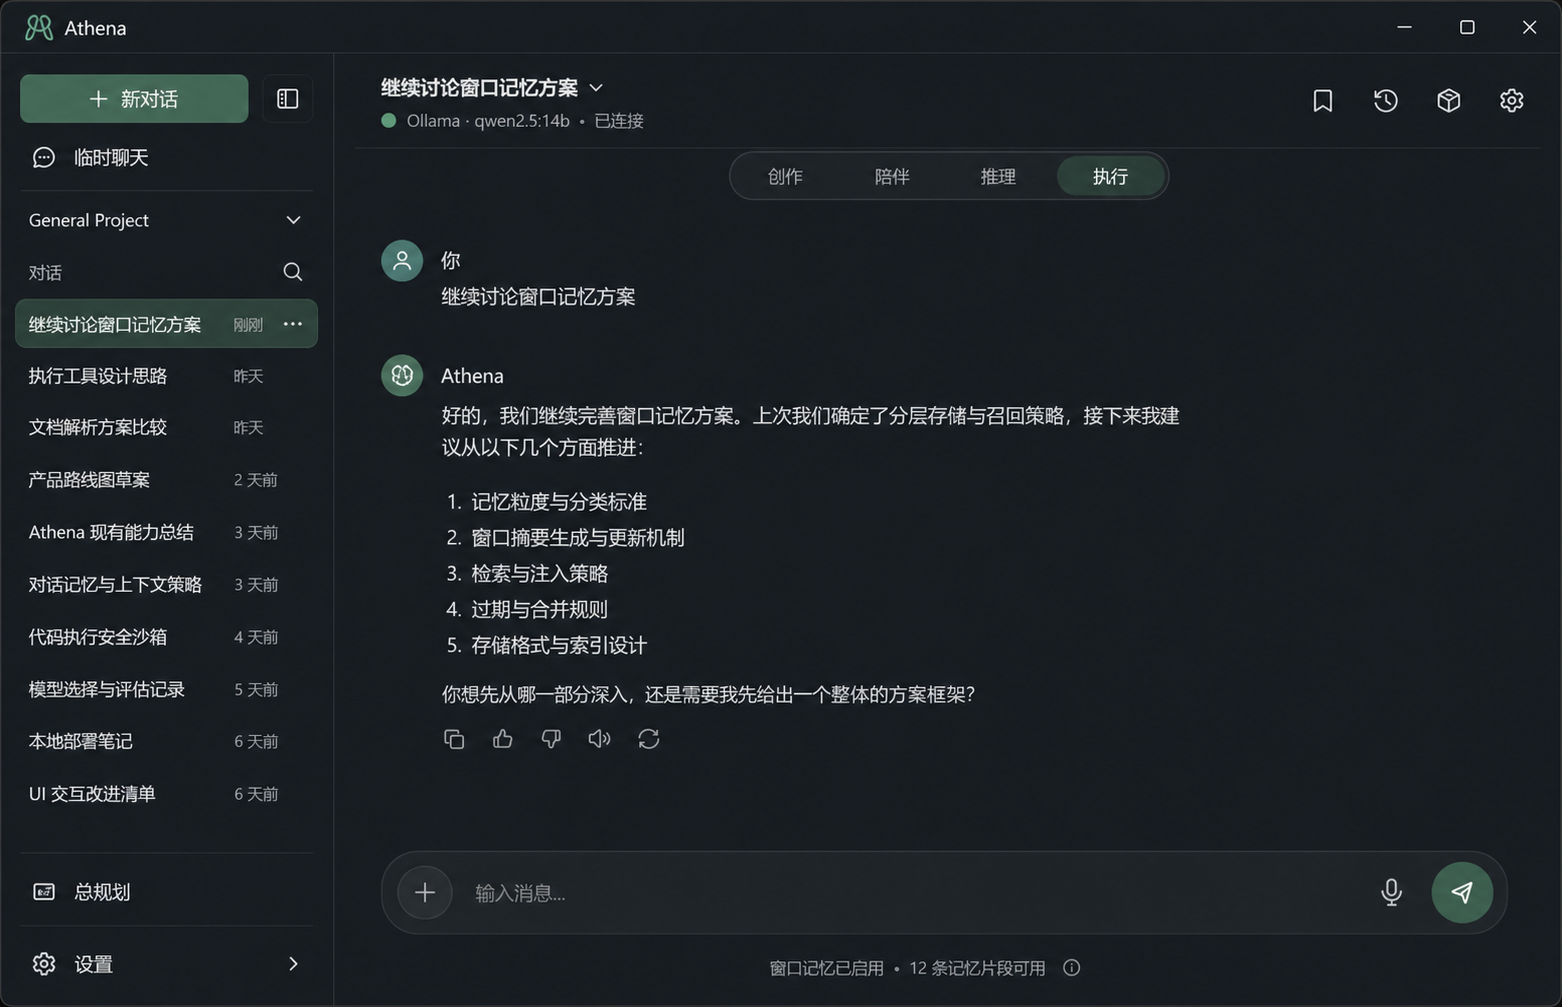 Athena
新对话
临时聊天
General Project
对话
继续讨论窗口记忆方案 刚刚
执行工具设计思路 昨天
文档解析方案比较 昨天
产品路线图草案 2 天前
Athena 现有能力总结 3 天前
对话记忆与上下文策略 3 天前
代码执行安全沙箱 4 天前
模型选择与评估记录 5 天前
本地部署笔记 6 天前
UI 交互改进清单 6 天前
总规划
设置
继续讨论窗口记忆方案
Ollama · qwen2.5:14b • 已连接
创作 陪伴 推理 执行
你
继续讨论窗口记忆方案
Athena
好的，我们继续完善窗口记忆方案。上次我们确定了分层存储与召回策略，接下来我建
议从以下几个方面推进：
1. 记忆粒度与分类标准
2. 窗口摘要生成与更新机制
3. 检索与注入策略
4. 过期与合并规则
5. 存储格式与索引设计
你想先从哪一部分深入，还是需要我先给出一个整体的方案框架？
输入消息...
窗口记忆已启用 • 12 条记忆片段可用